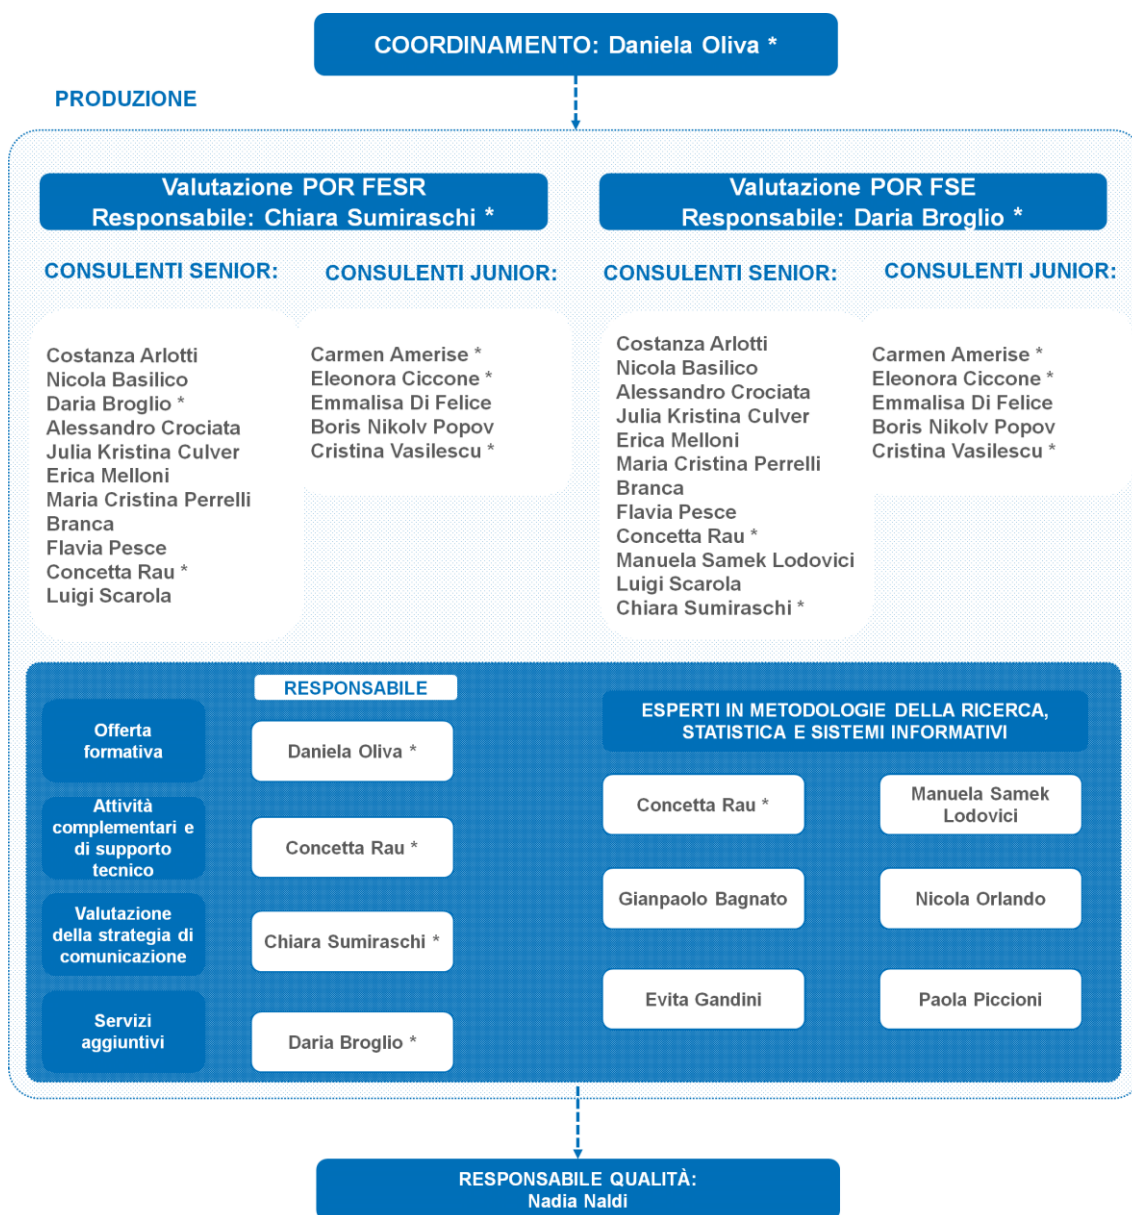 COORDINAMENTO: Daniela Oliva *
PRODUZIONE
Valutazione POR FESR
Responsabile: Chiara Sumiraschi *
CONSULENTI SENIOR:
Costanza Arlotti
Nicola Basilico
Daria Broglio *
Alessandro Crociata
Julia Kristina Culver
Erica Melloni
Maria Cristina Perrelli
Branca
Flavia Pesce
Concetta Rau *
Luigi Scarola
CONSULENTI JUNIOR:
Carmen Amerise *
Eleonora Ciccone *
Emmalisa Di Felice
Boris Nikolv Popov
Cristina Vasilescu *
Valutazione POR FSE
Responsabile: Daria Broglio *
CONSULENTI SENIOR:
Costanza Arlotti
Nicola Basilico
Alessandro Crociata
Julia Kristina Culver
Erica Melloni
Maria Cristina Perrelli
Branca
Flavia Pesce
Concetta Rau *
Manuela Samek Lodovici
Luigi Scarola
Chiara Sumiraschi *
CONSULENTI JUNIOR:
Carmen Amerise *
Eleonora Ciccone *
Emmalisa Di Felice
Boris Nikolv Popov
Cristina Vasilescu *
RESPONSABILE
Offerta
formativa
Daniela Oliva *
Attività
complementari e
di supporto
tecnico
Concetta Rau *
Valutazione
della strategia di
comunicazione
Chiara Sumiraschi *
Servizi
aggiuntivi
Daria Broglio *
ESPERTI IN METODOLOGIE DELLA RICERCA,
STATISTICA E SISTEMI INFORMATIVI
Concetta Rau *
Manuela Samek
Lodovici
Gianpaolo Bagnato
Nicola Orlando
Evita Gandini
Paola Piccioni
RESPONSABILE QUALITÀ:
Nadia Naldi